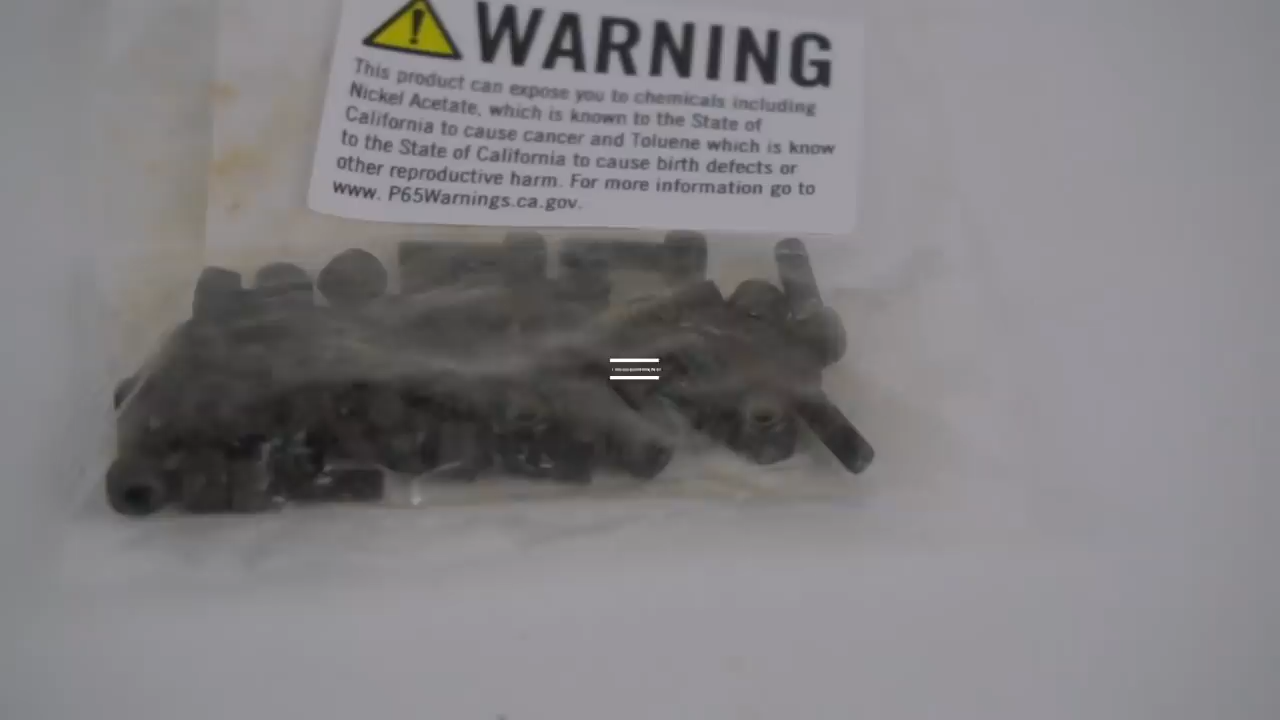 WARNING
This product can expose you to chemicals including
Nickel Acetate, which is known to the State of
California to cause cancer and Toluene which is know
to the State of California to cause birth defects or
other reproductive harm. For more information go to
www. P65Warnings.ca.gov.